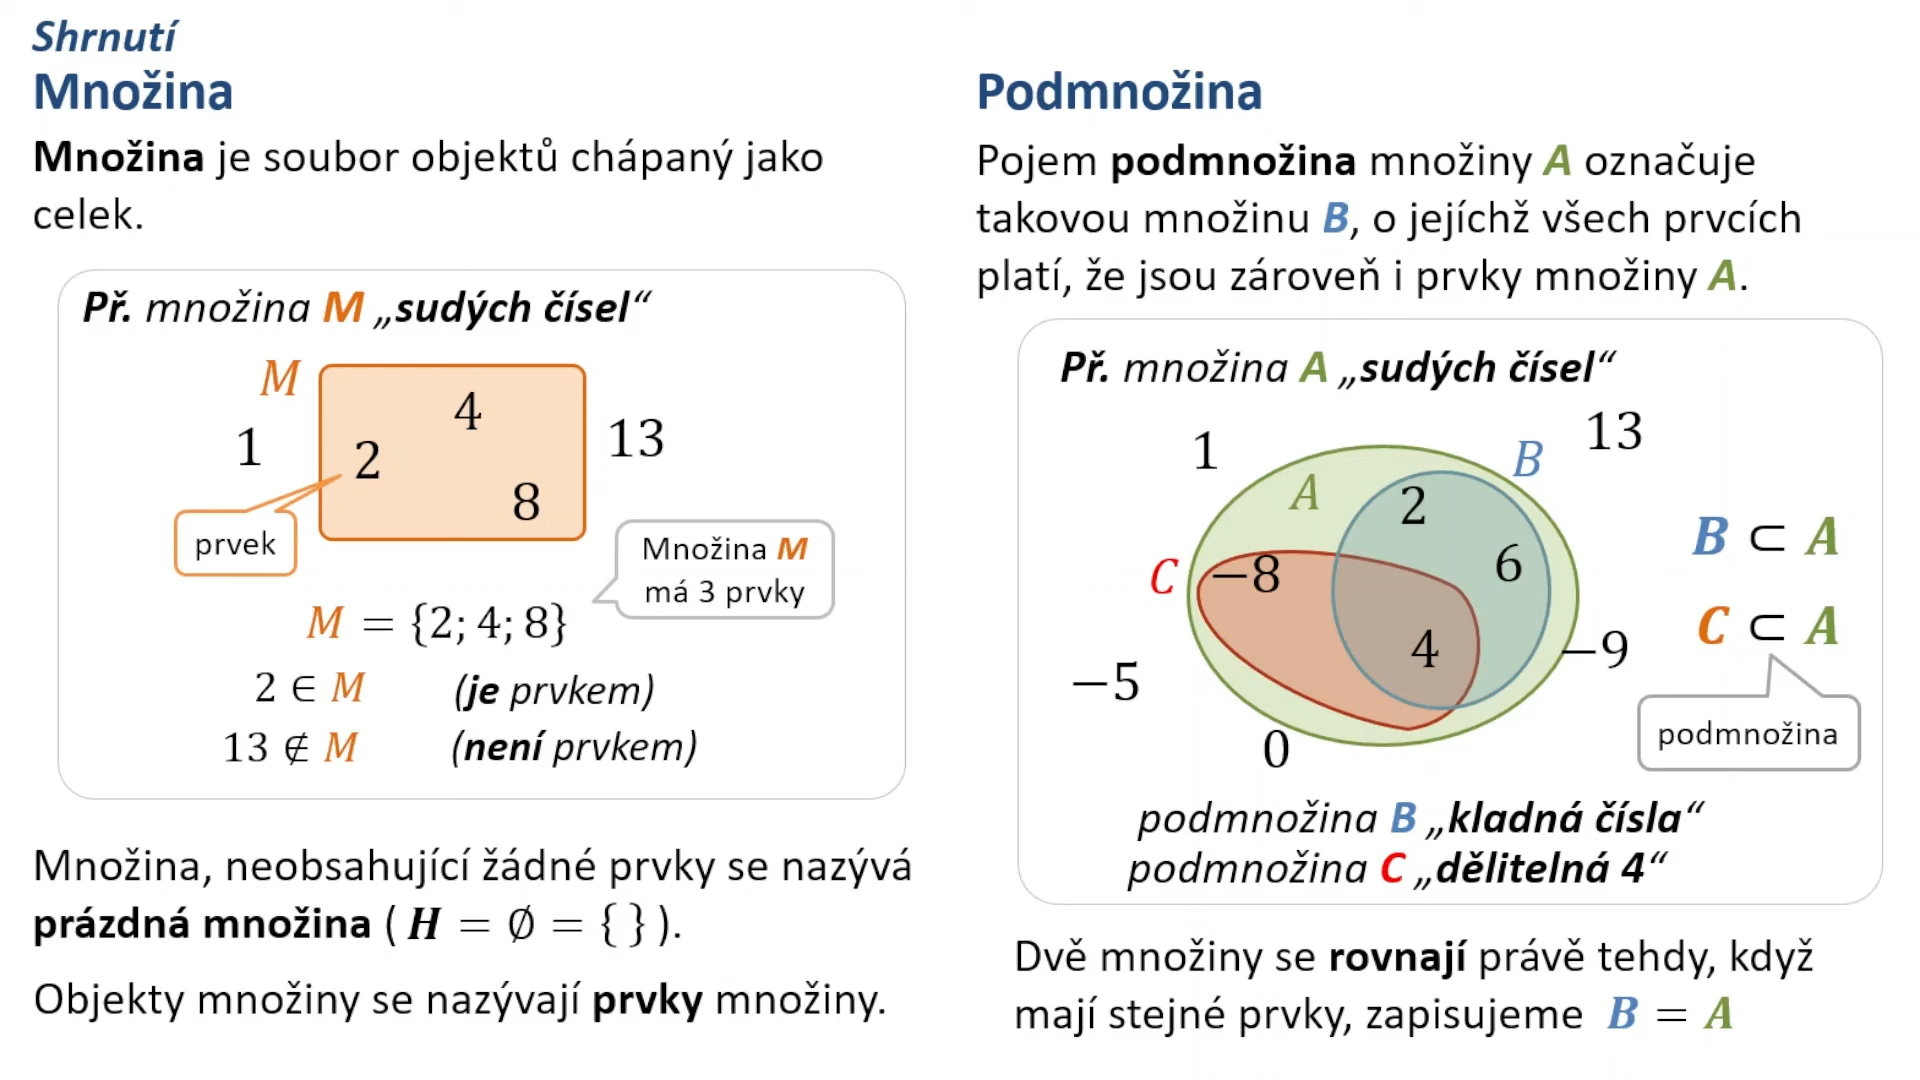 Shrnutí
Množina
Množina je soubor objektů chápaný jako
celek.
Př. množina M „sudých čísel“
M
4
1
2
13
8
prvek
Množina M
má 3 prvky
M = {2; 4; 8}
2 ∈ M (je prvkem)
13 ∉ M (není prvkem)
Množina, neobsahující žádné prvky se nazývá
prázdná množina ( H = ∅ = { } ).
Objekty množiny se nazývají prvky množiny.
Podmnožina
Pojem podmnožina množiny A označuje
takovou množinu B, o jejíchž všech prvcích
platí, že jsou zároveň i prvky množiny A.
Př. množina A „sudých čísel“
1
13
B
A
2
B ⊂ A
C
−8
6
C ⊂ A
4
−9
−5
0
podmnožina
podmnožina B „kladná čísla“
podmnožina C „dělitelná 4“
Dvě množiny se rovnají právě tehdy, když
mají stejné prvky, zapisujeme B = A